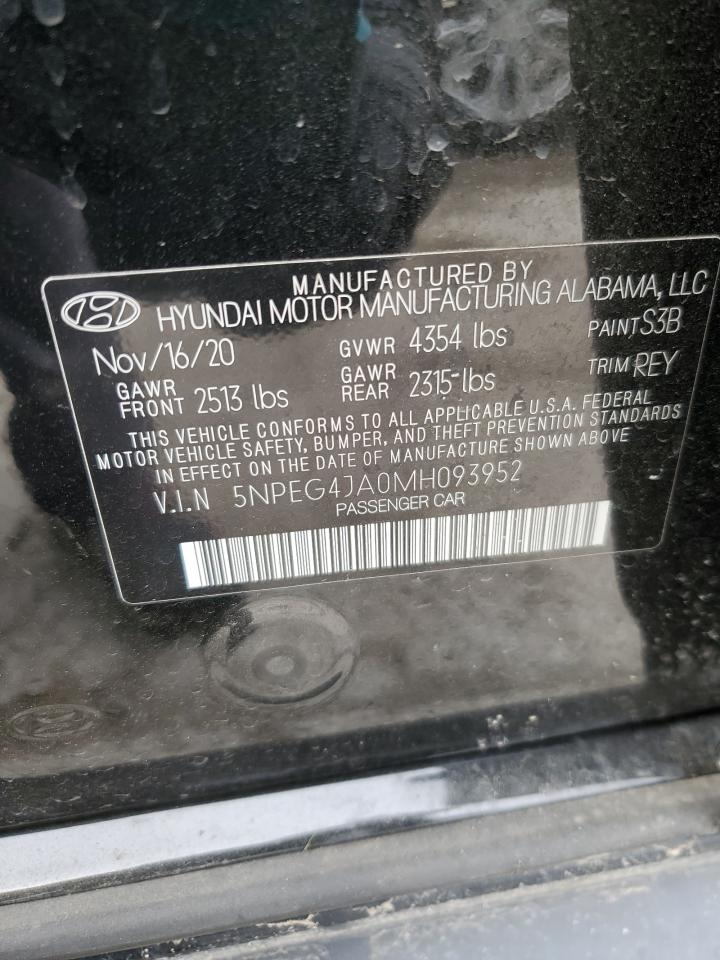 MANUFACTURED BY
HYUNDAI MOTOR MANUFACTURING ALABAMA, LLC
Nov/16/20 GVWR 4354 lbs PAINT S3B
GAWR FRONT 2513 lbs GAWR REAR 2315 lbs TRIM REY
THIS VEHICLE CONFORMS TO ALL APPLICABLE U.S.A. FEDERAL
MOTOR VEHICLE SAFETY, BUMPER, AND THEFT PREVENTION STANDARDS
IN EFFECT ON THE DATE OF MANUFACTURE SHOWN ABOVE
V.I.N 5NPEG4JA0MH093952
PASSENGER CAR